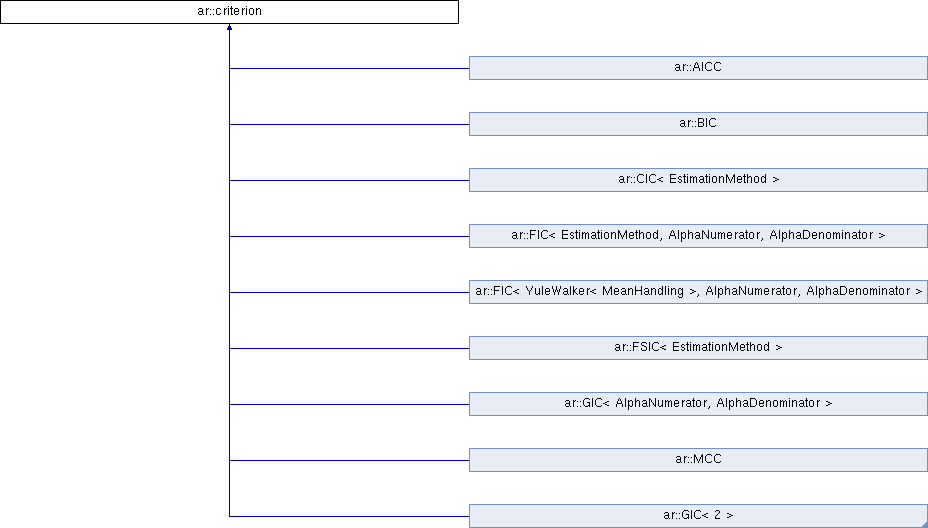 ar::criterion
ar::AICC
ar::BIC
ar::CIC< EstimationMethod >
ar::FIC< EstimationMethod, AlphaNumerator, AlphaDenominator >
ar::FIC< YuleWalker< MeanHandling >, AlphaNumerator, AlphaDenominator >
ar::FSIC< EstimationMethod >
ar::GIC< AlphaNumerator, AlphaDenominator >
ar::MCC
ar::GIC< 2 >